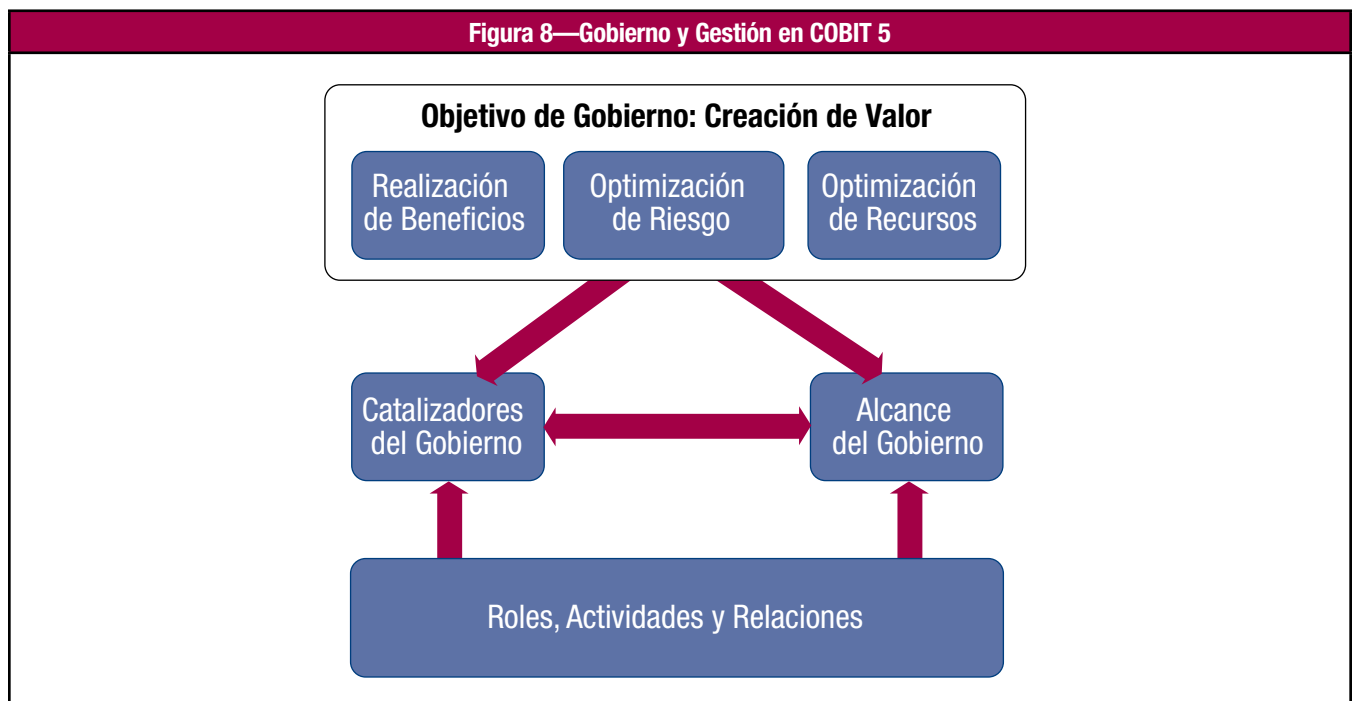 Figura 8—Gobierno y Gestión en COBIT 5
Objetivo de Gobierno: Creación de Valor
Realización
de Beneficios
Optimización
de Riesgo
Optimización
de Recursos
Catalizadores
del Gobierno
Alcance
del Gobierno
Roles, Actividades y Relaciones